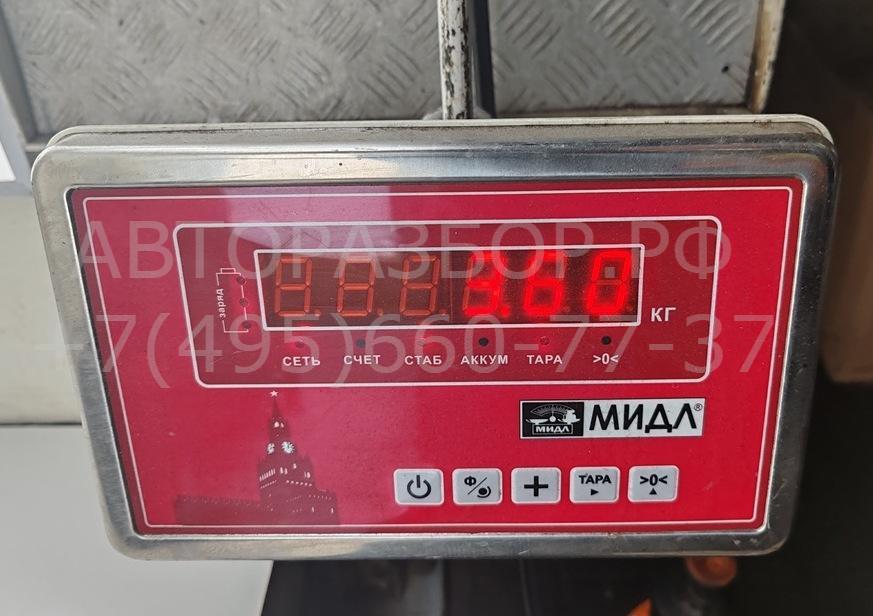 АВТОРАЗБОР.РФ
+7(495)660-77-37
заряд
3.60
КГ
СЕТЬ СЧЕТ СТАБ АККУМ ТАРА >0<
МИДЛ МИДЛ®
Ф ТАРА >0<